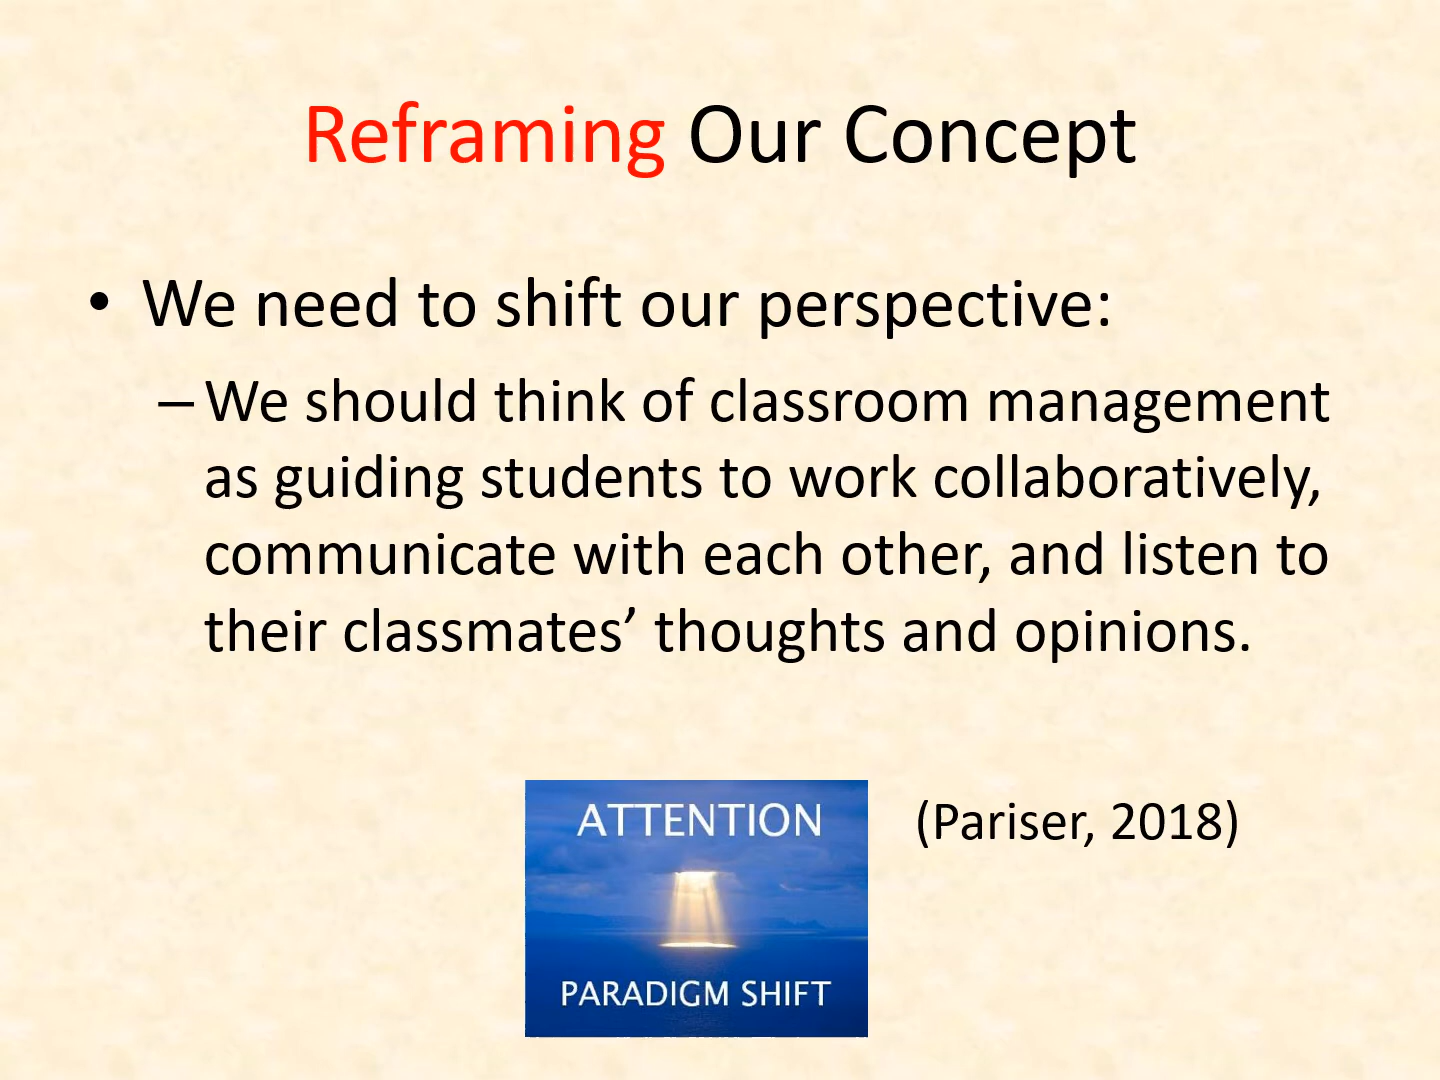 Reframing Our Concept
• We need to shift our perspective:
– We should think of classroom management
as guiding students to work collaboratively,
communicate with each other, and listen to
their classmates’ thoughts and opinions.
(Pariser, 2018)
ATTENTION
PARADIGM SHIFT